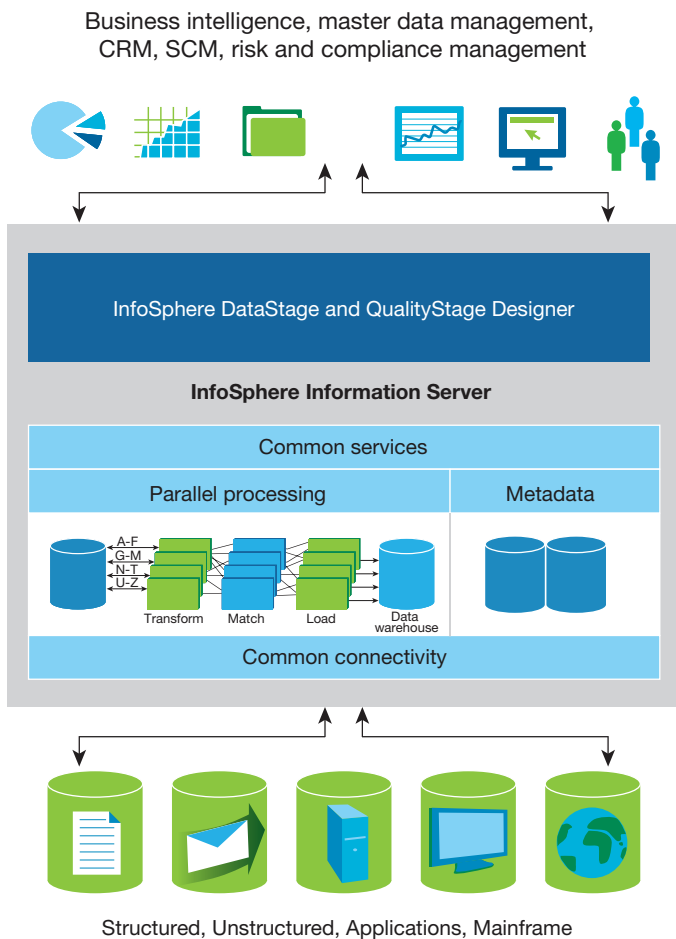 Business intelligence, master data management,
CRM, SCM, risk and compliance management
InfoSphere DataStage and QualityStage Designer
InfoSphere Information Server
Common services
Parallel processing
Metadata
A-F
G-M
N-T
U-Z
Transform
Match
Load
Data
warehouse
Common connectivity
Structured, Unstructured, Applications, Mainframe